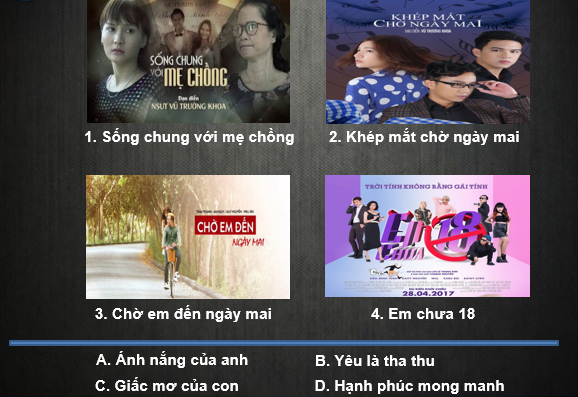 SỐNG CHUNG
VỚI MẸ CHỒNG
Đạo diễn
NSƯT VŨ TRƯỜNG KHOA
KHÉP MẮT
CHỜ NGÀY MAI
ĐẠO DIỄN: VŨ TRƯỜNG KHOA
1. Sống chung với mẹ chồng
2. Khép mắt chờ ngày mai
CHỜ EM ĐẾN
NGÀY MAI
TRỜI TÍNH KHÔNG BẰNG GÁI TÍNH
EM
CHƯA 18
28.04.2017
3. Chờ em đến ngày mai
4. Em chưa 18
A. Ánh nắng của anh
B. Yêu là tha thu
C. Giấc mơ của con
D. Hạnh phúc mong manh